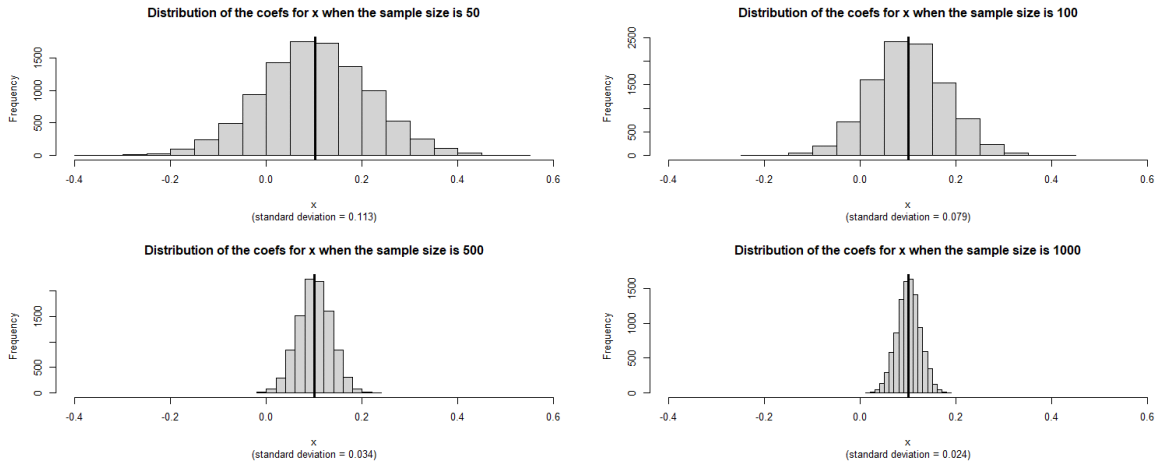 Distribution of the coefs for x when the sample size is 50
Frequency
1500
1000
500
0
-0.4 -0.2 0.0 0.2 0.4 0.6
x
(standard deviation = 0.113)
Distribution of the coefs for x when the sample size is 100
Frequency
2500
1500
500
0
-0.4 -0.2 0.0 0.2 0.4 0.6
x
(standard deviation = 0.079)
Distribution of the coefs for x when the sample size is 500
Frequency
1500
500
0
-0.4 -0.2 0.0 0.2 0.4 0.6
x
(standard deviation = 0.034)
Distribution of the coefs for x when the sample size is 1000
Frequency
1500
1000
500
0
-0.4 -0.2 0.0 0.2 0.4 0.6
x
(standard deviation = 0.024)